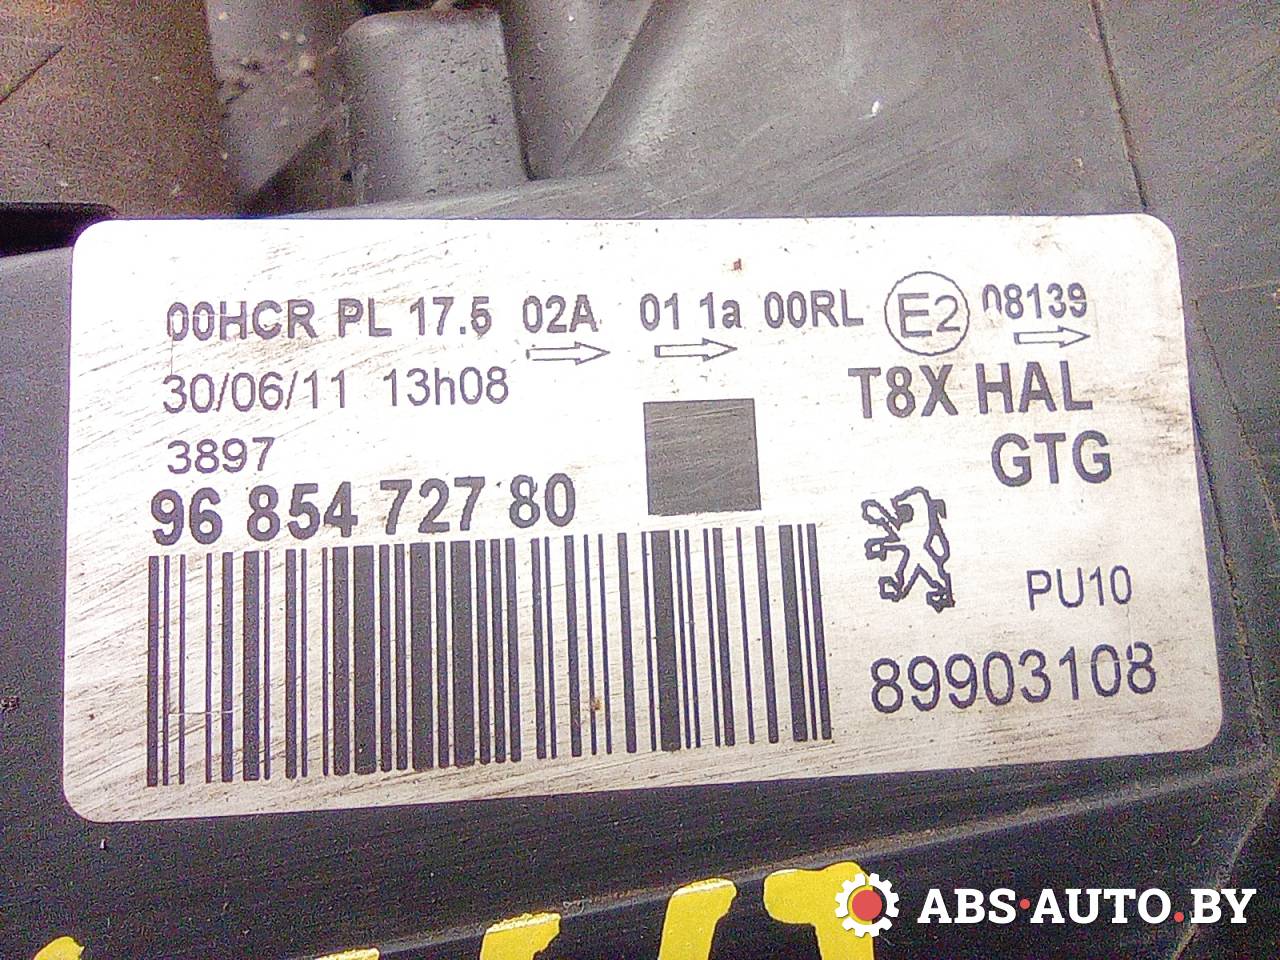 00HCR PL 17.5 02A 01 1a 00RL E2 08139
30/06/11 13h08
T8X HAL
3897
GTG
96 854 727 80
PU10
89903108
ABS·AUTO.BY